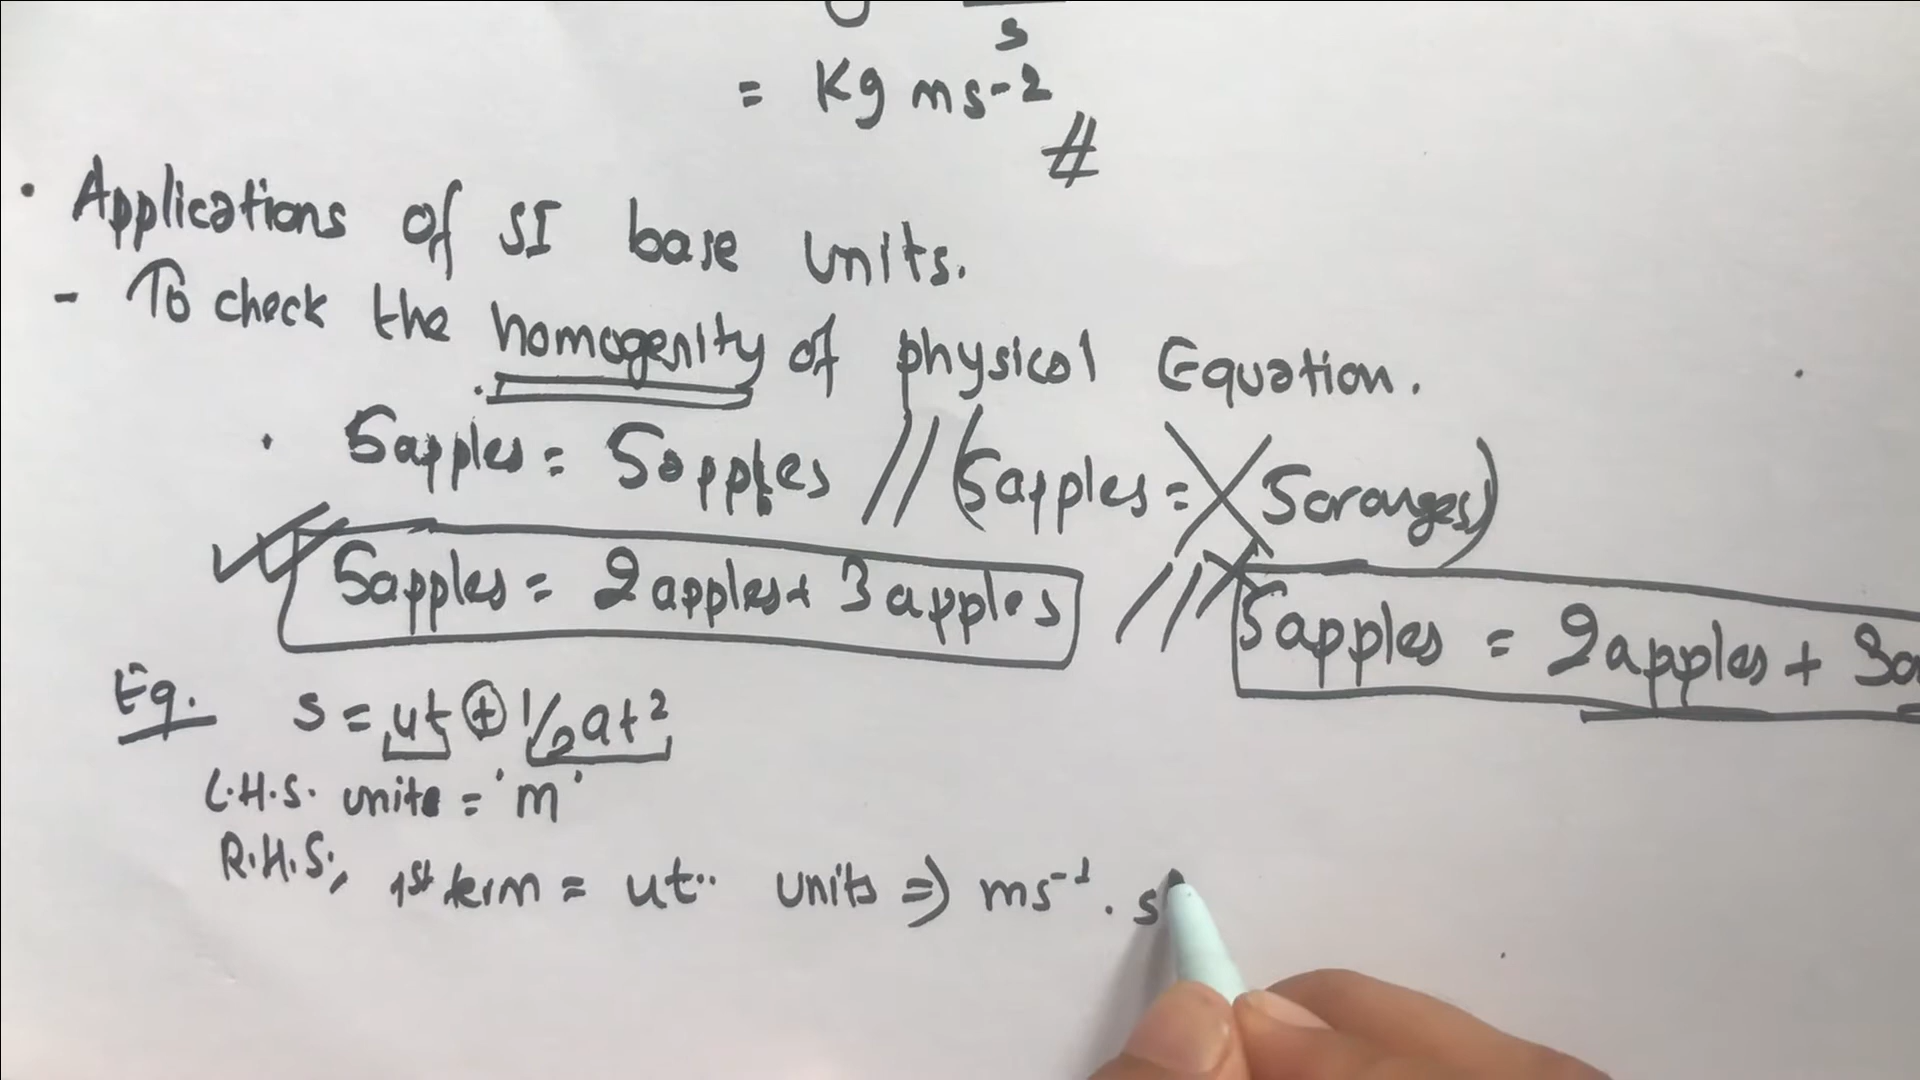 s
= Kg ms-2
• Applications of SI base units.
- To check the homogenity of physical Equation.
• 5apples = 5apples // (5apples = 5oranges)
5apples = 2apples + 3apples // 5apples = 2apples + 3o
Eg. s = ut + 1/2at²
L.H.S. units = 'm'
R.H.S, 1st term = ut units => ms⁻¹ . s